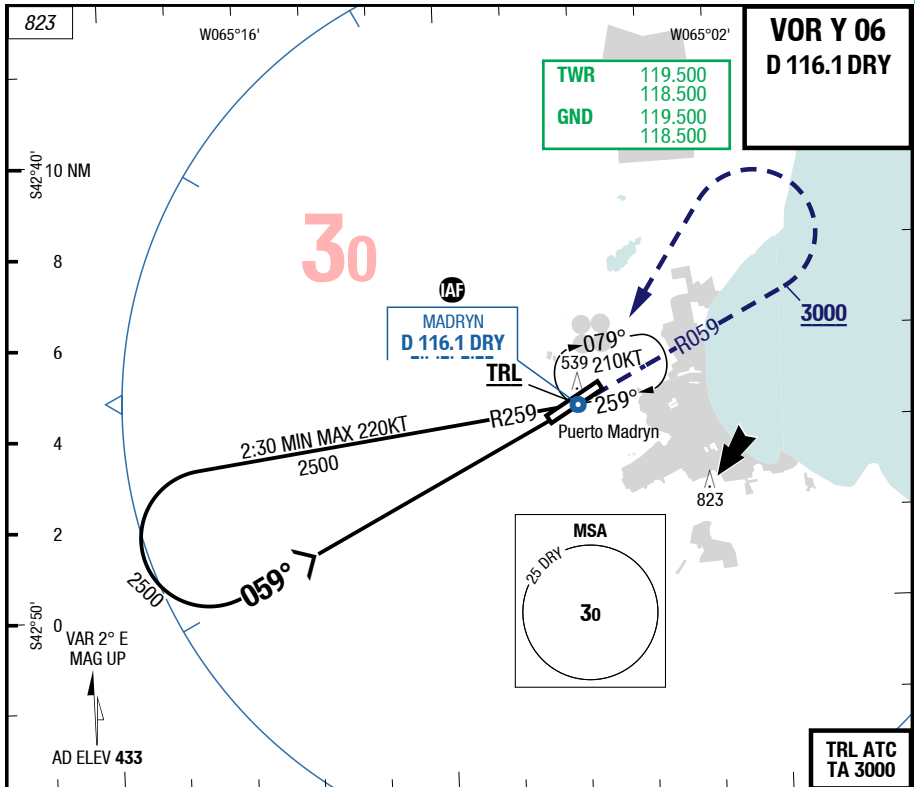 823
W065°16'
W065°02'
VOR Y 06
D 116.1 DRY
TWR 119.500
118.500
GND 119.500
118.500
S42°40'
10 NM
8
30
IAF
MADRYN
D 116.1 DRY
3000
6
079°
R059
539
210KT
TRL
259°
R259
Puerto Madryn
4
2:30 MIN MAX 220KT
2500
823
2
MSA
25 DRY
30
2500
059°
S42°50'
0
VAR 2° E
MAG UP
AD ELEV 433
TRL ATC
TA 3000